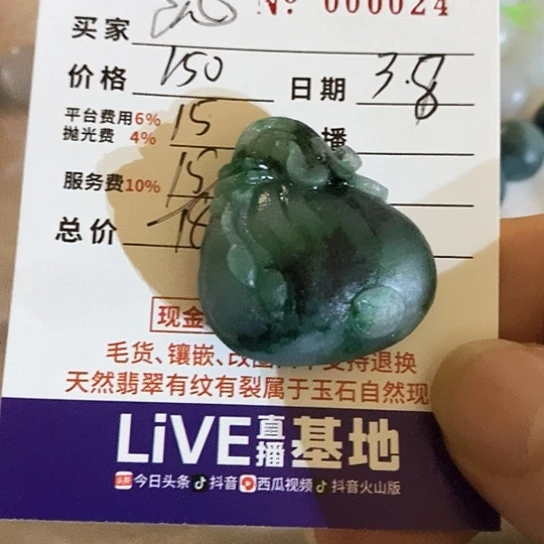 No. 000024
买家
价格 150 日期 3.8
平台费用6% 15
抛光费 4%
播
服务费10% 15
总价 18
现金
毛货、镶嵌、改 支持退换
天然翡翠有纹有裂属于玉石自然现
LiVE直播基地
今日头条 抖音 西瓜视频 抖音火山版